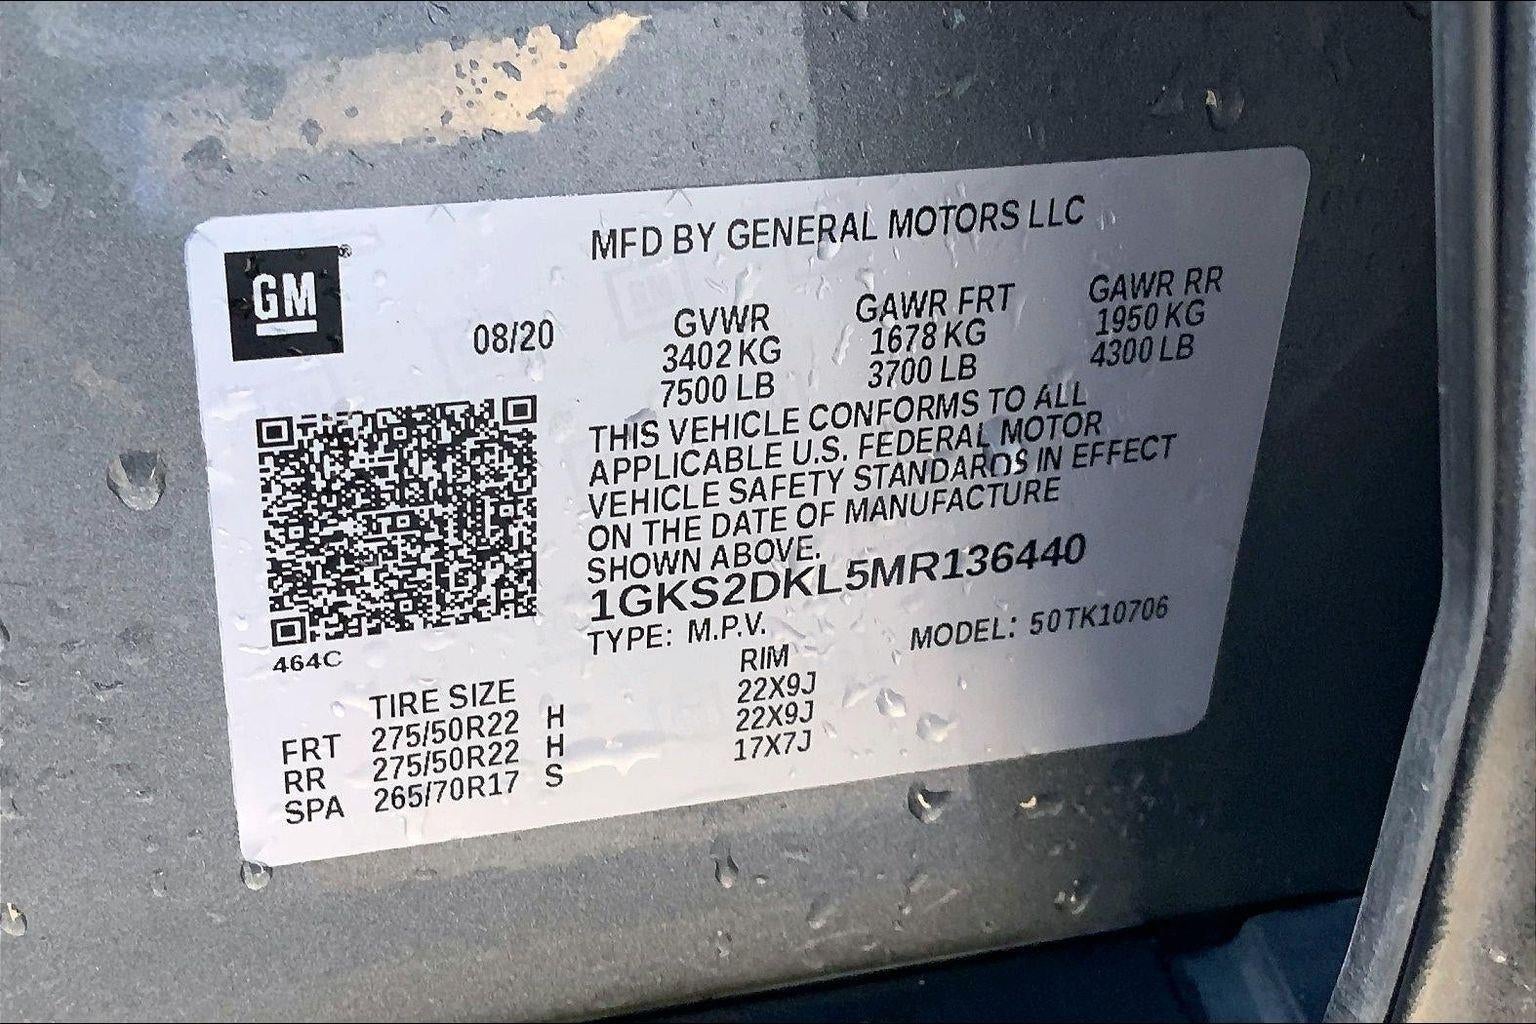 MFD BY GENERAL MOTORS LLC
GM®
08/20
GVWR GAWR FRT GAWR RR
3402 KG 1678 KG 1950 KG
7500 LB 3700 LB 4300 LB
THIS VEHICLE CONFORMS TO ALL
APPLICABLE U.S. FEDERAL MOTOR
VEHICLE SAFETY STANDARDS IN EFFECT
ON THE DATE OF MANUFACTURE
SHOWN ABOVE.
1GKS2DKL5MR136440
TYPE: M.P.V. MODEL: 50TK10706
464C
TIRE SIZE RIM
FRT 275/50R22 H 22X9J
RR 275/50R22 H 22X9J
SPA 265/70R17 S 17X7J